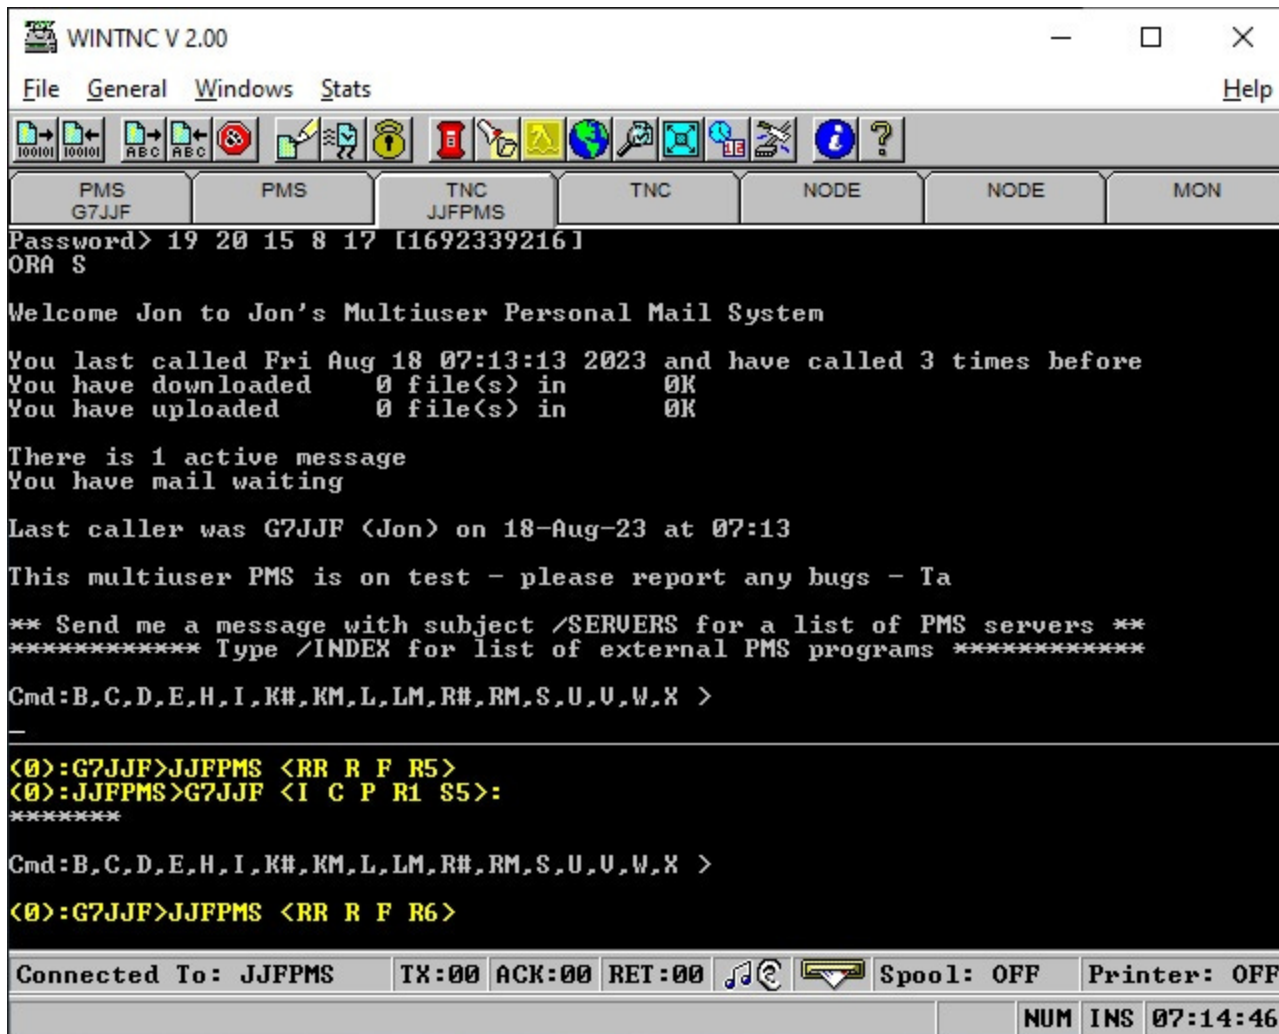 WINTNC V 2.00
File General Windows Stats Help
100101 100101 ABC ABC
PMS PMS TNC TNC NODE NODE MON
G7JJF JJFPMS
Password> 19 20 15 8 17 [1692339216]
ORA S
Welcome Jon to Jon's Multiuser Personal Mail System
You last called Fri Aug 18 07:13:13 2023 and have called 3 times before
You have downloaded 0 file(s) in 0K
You have uploaded 0 file(s) in 0K
There is 1 active message
You have mail waiting
Last caller was G7JJF (Jon) on 18-Aug-23 at 07:13
This multiuser PMS is on test - please report any bugs - Ta
** Send me a message with subject /SERVERS for a list of PMS servers **
************ Type /INDEX for list of external PMS programs ************
Cmd:B,C,D,E,H,I,K#,KM,L,LM,R#,RM,S,U,V,W,X >
_
(0):G7JJF>JJFPMS <RR R F R5>
(0):JJFPMS>G7JJF <I C P R1 S5>:
*******
Cmd:B,C,D,E,H,I,K#,KM,L,LM,R#,RM,S,U,V,W,X >
(0):G7JJF>JJFPMS <RR R F R6>
Connected To: JJFPMS TX:00 ACK:00 RET:00 Spool: OFF Printer: OFF
NUM INS 07:14:46